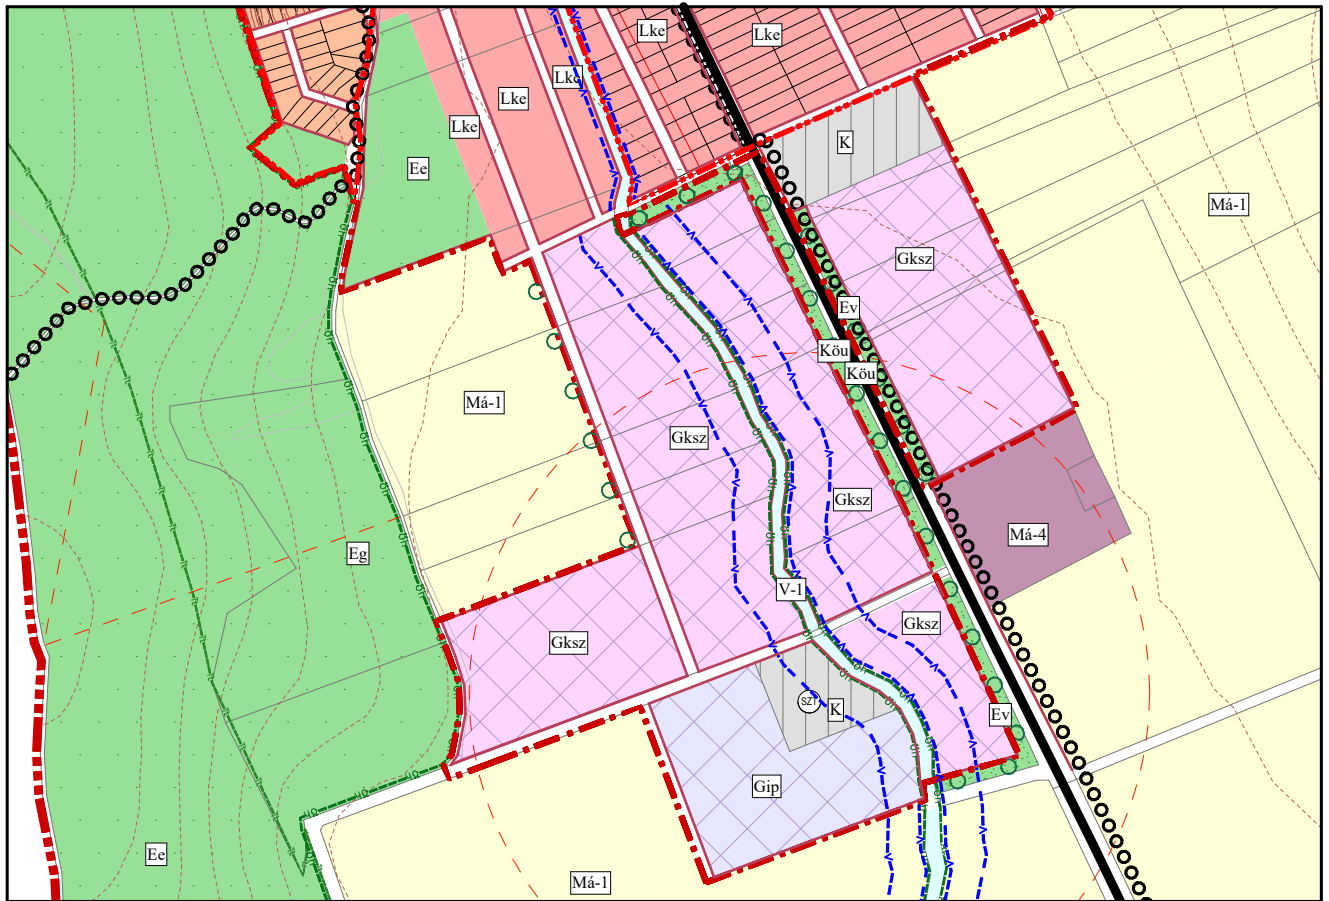 Lke
Lke
Lke
Lke
Lke
K
Ee
Má-1
Gksz
Ev
Köu
Köu
Má-1
Gksz
Gksz
Má-4
Eg
V-1
Gksz
Gksz
SZT
K
Ev
Gip
Ee
Má-1